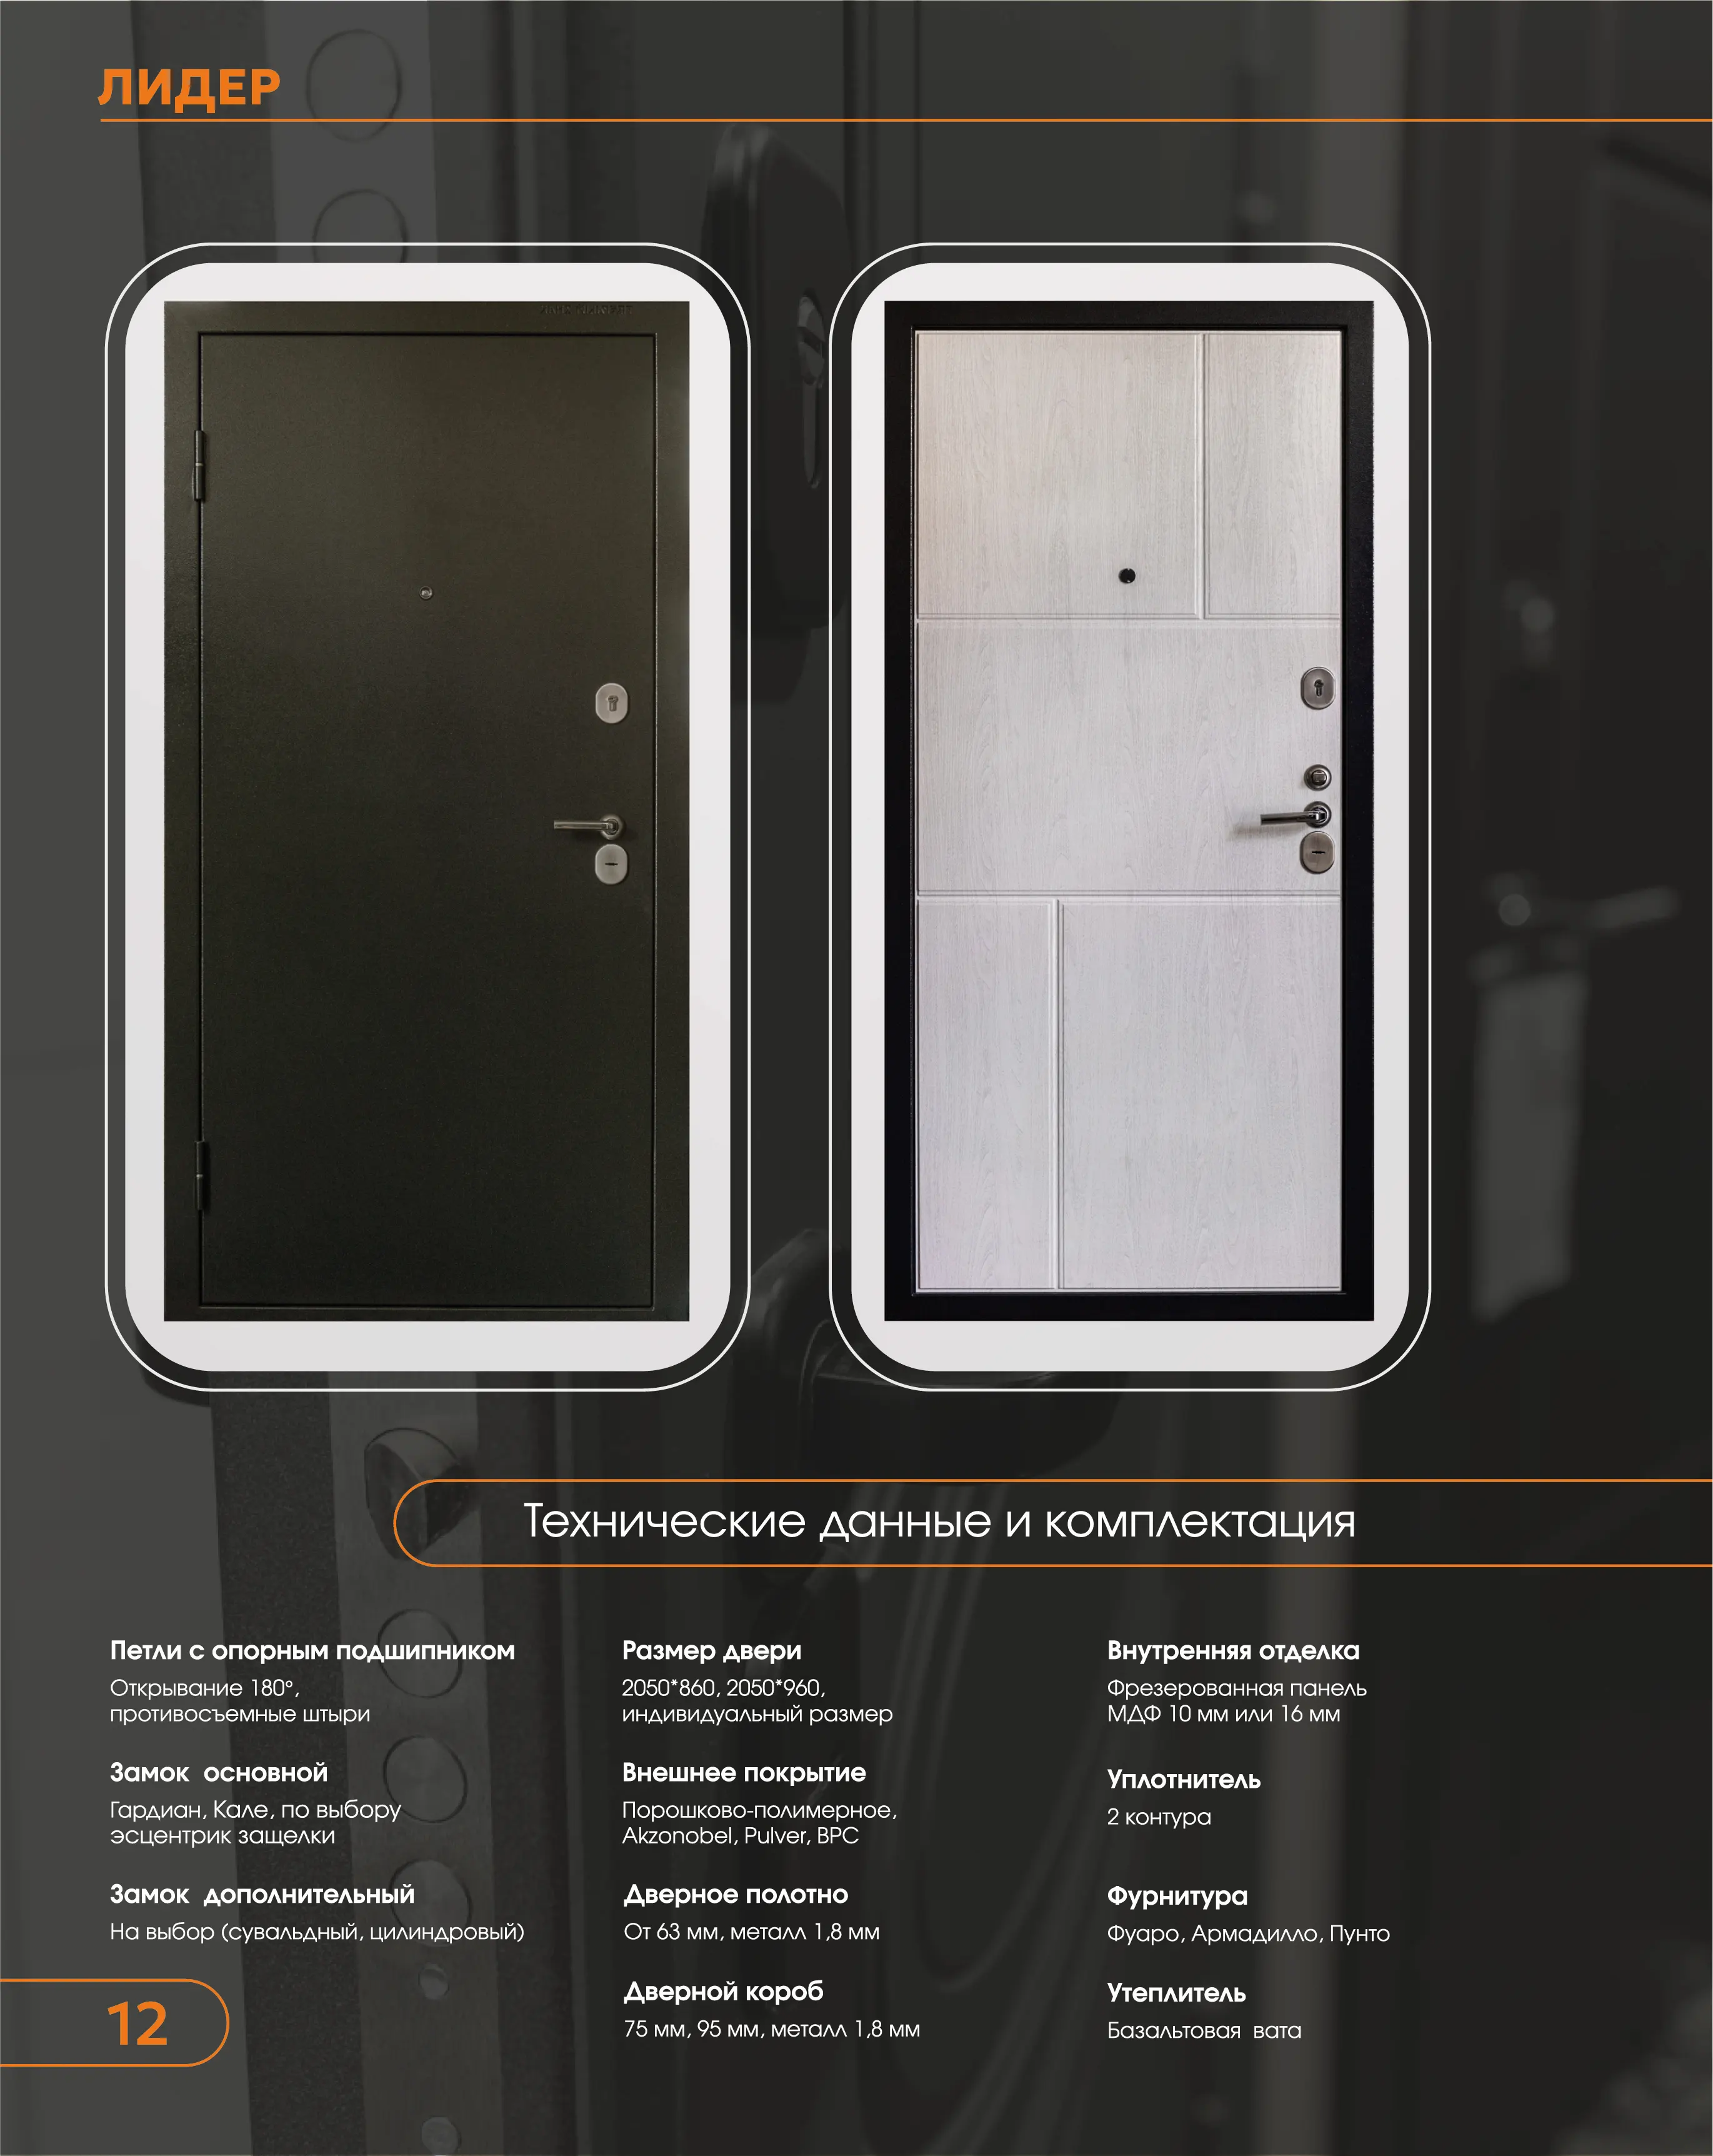 ЛИДЕР
Технические данные и комплектация
Петли с опорным подшипником
Открывание 180°,
противосъемные штыри
Замок основной
Гардиан, Кале, по выбору
эсцентрик защелки
Замок дополнительный
На выбор (сувальдный, цилиндровый)
Размер двери
2050*860, 2050*960,
индивидуальный размер
Внешнее покрытие
Порошково-полимерное,
Akzonobel, Pulver, BPC
Дверное полотно
От 63 мм, металл 1,8 мм
Дверной короб
75 мм, 95 мм, металл 1,8 мм
Внутренняя отделка
Фрезерованная панель
МДФ 10 мм или 16 мм
Уплотнитель
2 контура
Фурнитура
Фуаро, Армадилло, Пунто
Утеплитель
Базальтовая вата
12